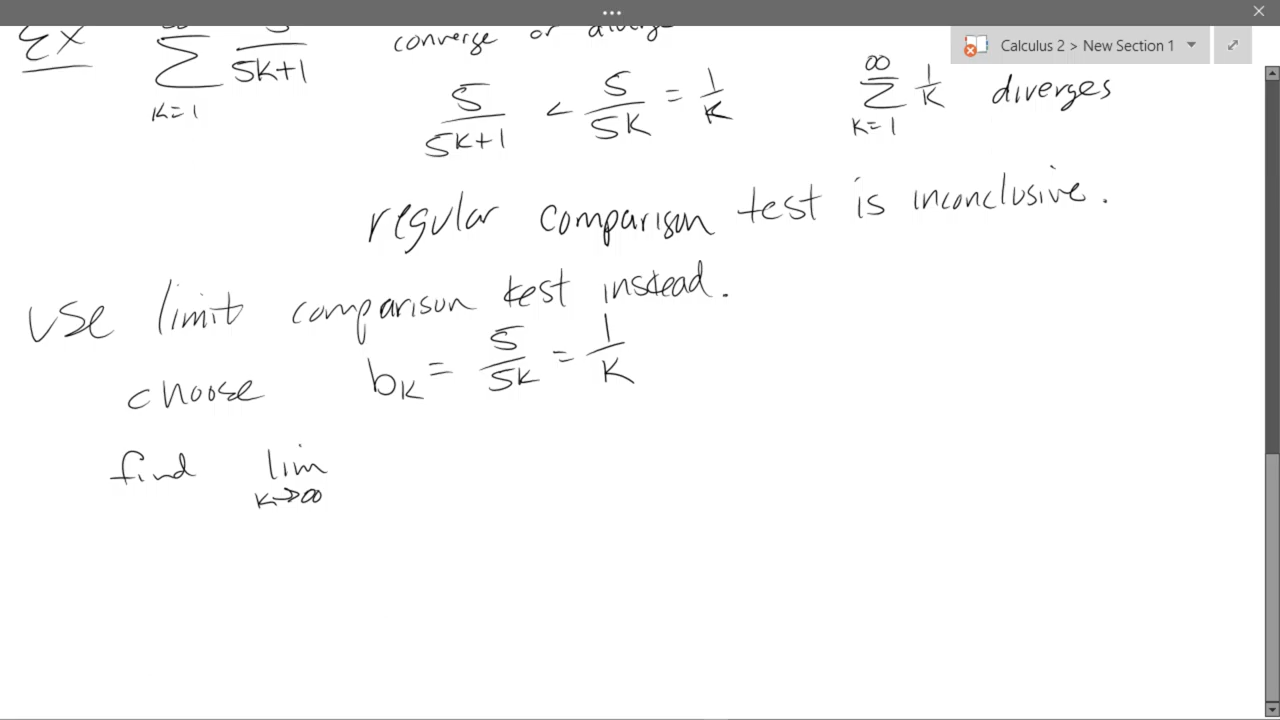 Calculus 2 > New Section 1
Ex ∞ Σ k=1 5/5k+1 converge or diverge
5/5k+1 < 5/5k = 1/k
∞ Σ k=1 1/k diverges
regular comparison test is inconclusive.
Use limit comparison test instead.
choose bk = 5/5k = 1/k
find lim k→∞